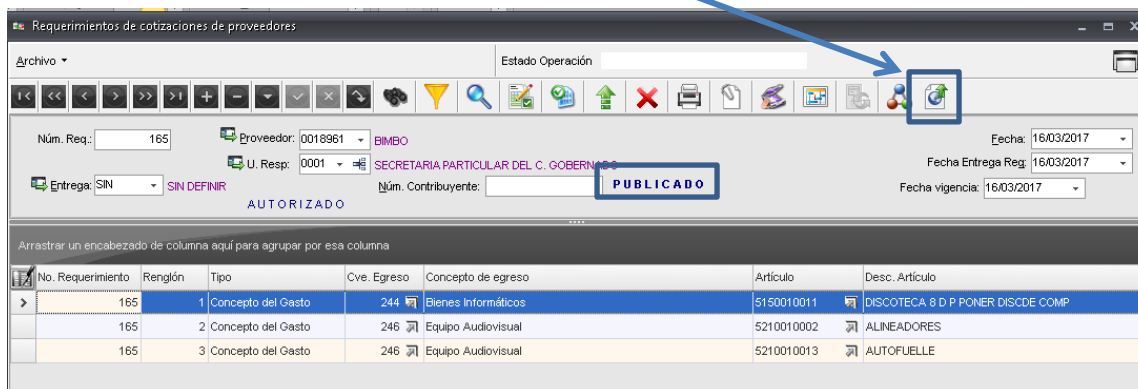 Requerimientos de cotizaciones de proveedores
Archivo
Estado Operación
Núm. Req.: 165 Proveedor: 0018961 BIMBO Fecha: 16/03/2017
U. Resp: 0001 SECRETARIA PARTICULAR DEL C. GOBERNADO Fecha Entrega Reg: 16/03/2017
Entrega: SIN SIN DEFINIR Núm. Contribuyente: PUBLICADO Fecha vigencia: 16/03/2017
AUTORIZADO
Arrastrar un encabezado de columna aquí para agrupar por esa columna
No. Requerimiento Renglón Tipo Cve. Egreso Concepto de egreso Artículo Desc. Artículo
165 1 Concepto del Gasto 244 Bienes Informáticos 5150010011 DISCOTECA 8 D P PONER DISCDE COMP
165 2 Concepto del Gasto 246 Equipo Audiovisual 5210010002 ALINEADORES
165 3 Concepto del Gasto 246 Equipo Audiovisual 5210010013 AUTOFUELLE